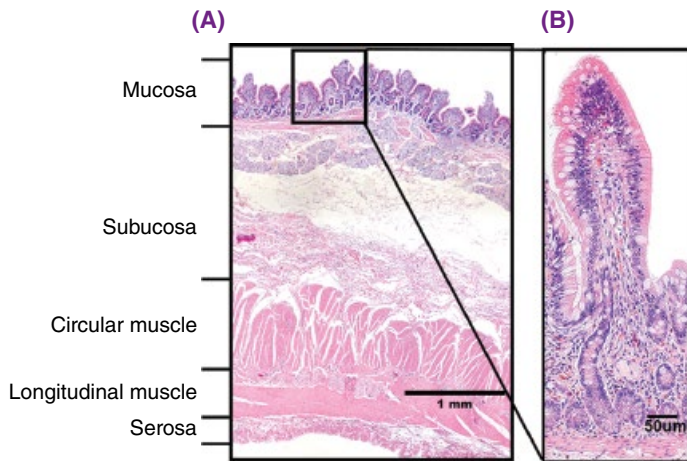 (A)
(B)
Mucosa
Subucosa
Circular muscle
Longitudinal muscle
Serosa
1 mm
50um